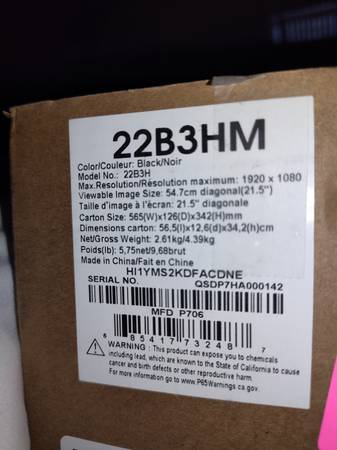 22B3HM
Color/Couleur: Black/Noir
Model No.: 22B3H
Max.Resolution/Résolution maximum: 1920 x 1080
Viewable Image Size: 54.7cm diagonal(21.5")
Taille d'image à l'écran: 21.5" diagonale
Carton Size: 565(W)x126(D)x342(H)mm
Dimensions carton: 56,5(l)x12,6(d)x34,2(h)cm
Net/Gross Weight: 2.61kg/4.39kg
Poids(lb): 5,75net/9,68brut
Made in China/Fait en Chine
HI1YMS2KDFACDNE
SERIAL NO. QSDP7HA000142
MFD P706
6 85417 73248 7
WARNING: This product can expose you to chemicals
including lead, which are known to the State of California to cause
cancer and birth defects or other reproductive harm.
For more information go to www.P65Warnings.ca.gov.